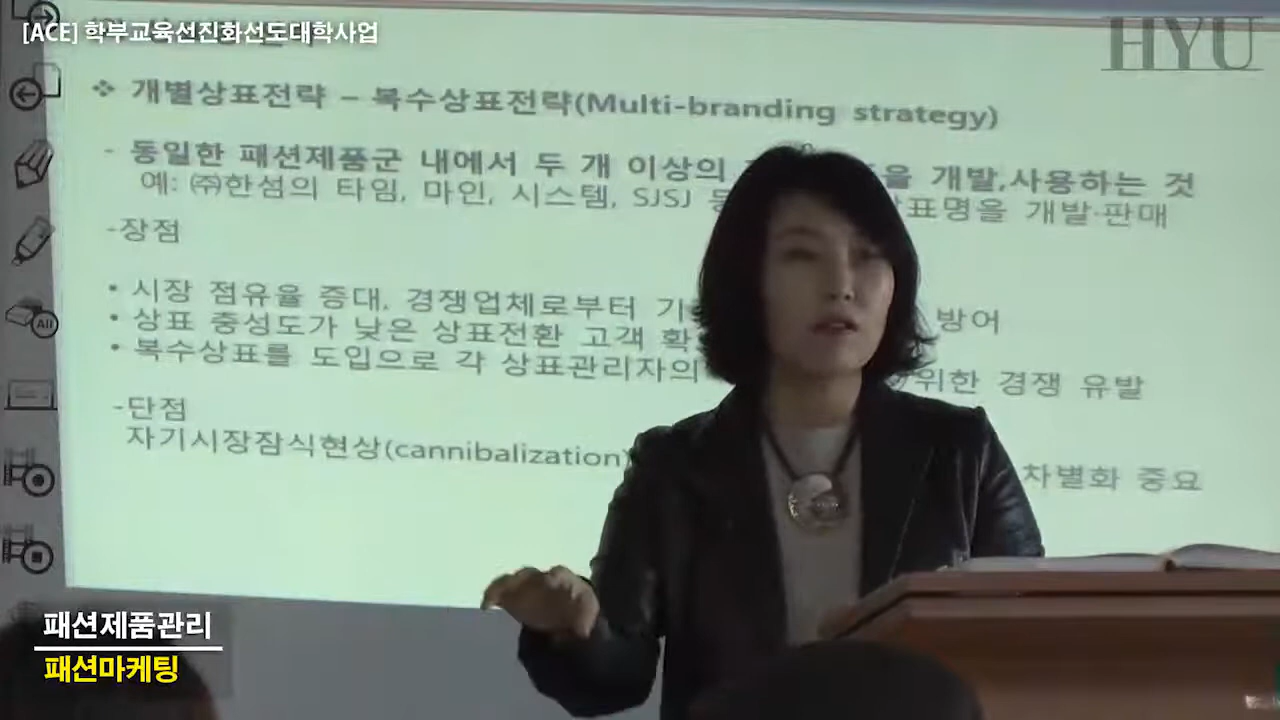 [ACE] 학부교육선진화선도대학사업
HYU
❖ 개별상표전략 – 복수상표전략(Multi-branding strategy)
- 동일한 패션제품군 내에서 두 개 이상의 개발,사용하는 것
예: ㈜한섬의 타임, 마인, 시스템, SJSJ 상표명을 개발·판매
-장점
• 시장 점유율 증대, 경쟁업체로부터 방어
• 상표 충성도가 낮은 상표전환 고객
• 복수상표를 도입으로 각 상표관리자의 위한 경쟁 유발
-단점
자기시장잠식현상(cannibalization) 차별화 중요
All
패션제품관리
패션마케팅